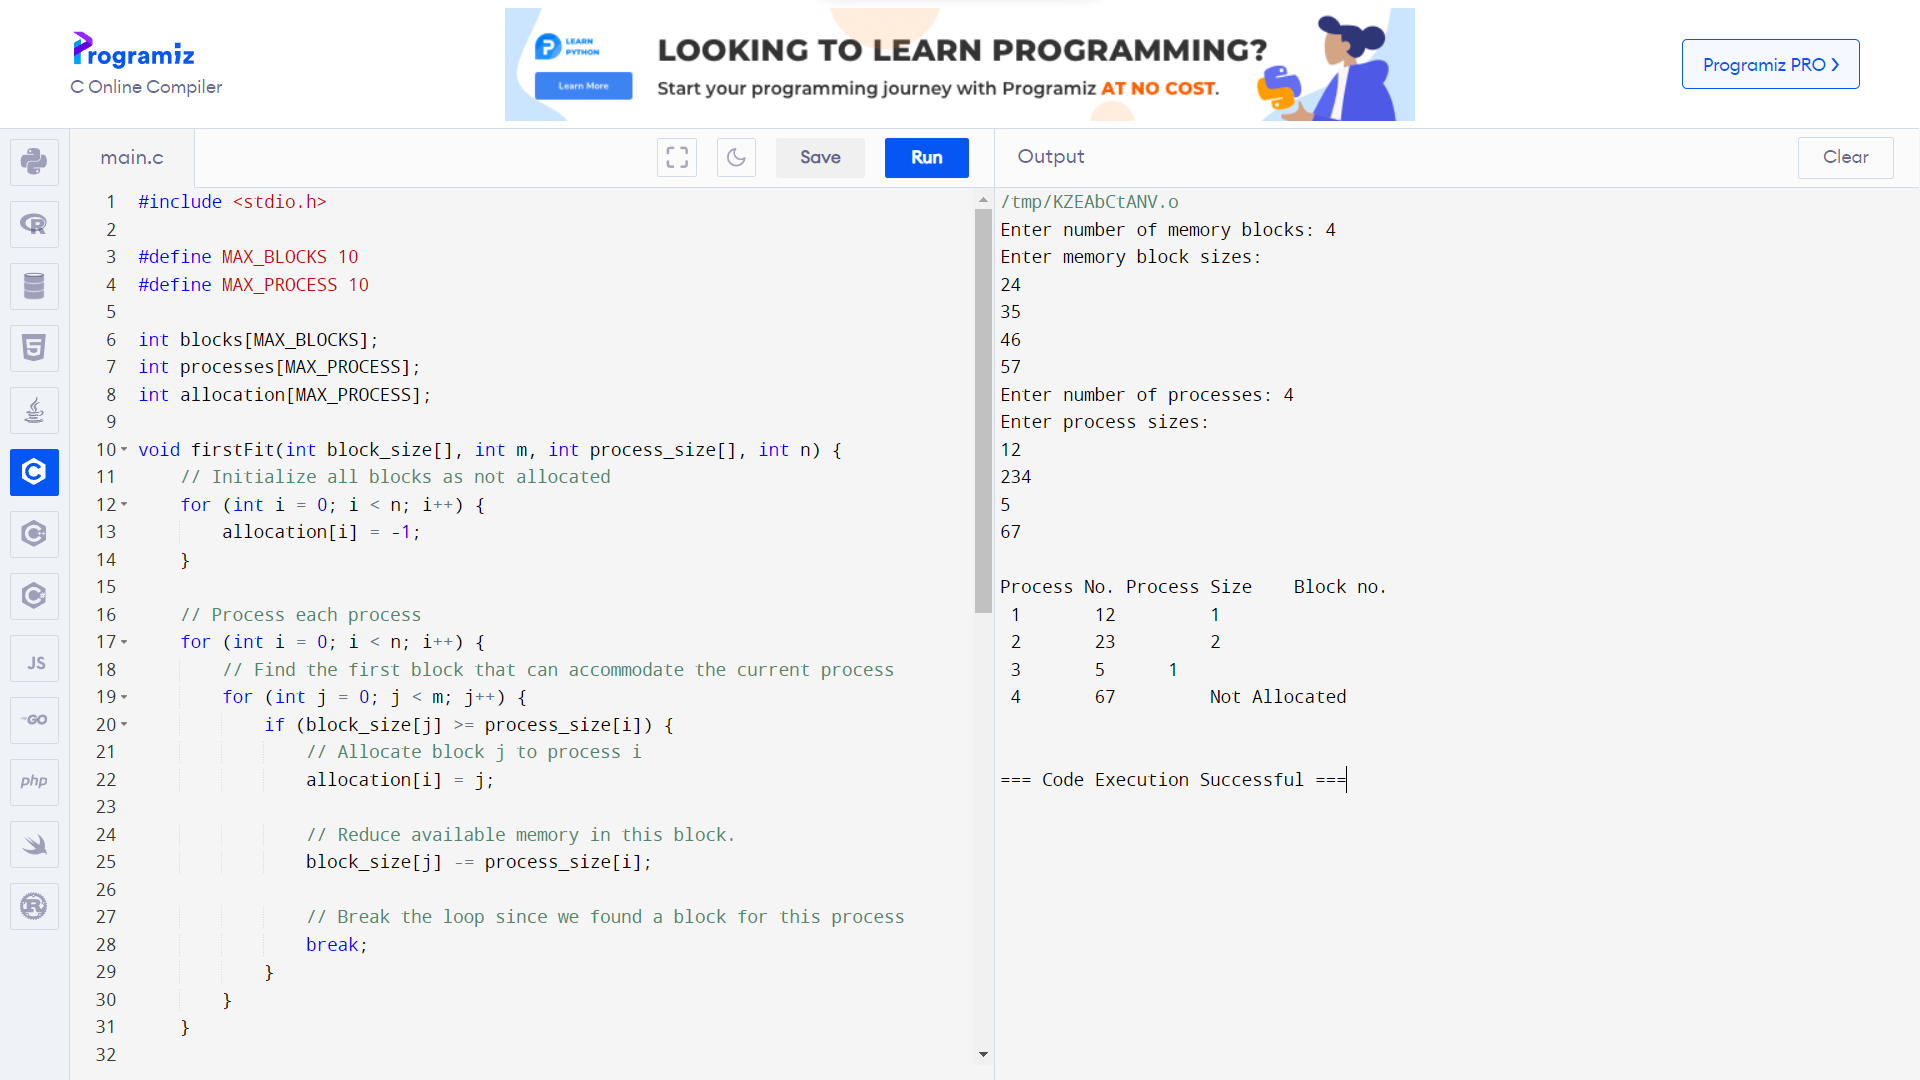 Programiz
C Online Compiler
LEARN
PYTHON
Learn More
LOOKING TO LEARN PROGRAMMING?
Start your programming journey with Programiz AT NO COST.
Programiz PRO
main.c
Save
Run
Output
Clear
R
5
C
C
C
JS
GO
php
R
1 #include <stdio.h>
2
3 #define MAX_BLOCKS 10
4 #define MAX_PROCESS 10
5
6 int blocks[MAX_BLOCKS];
7 int processes[MAX_PROCESS];
8 int allocation[MAX_PROCESS];
9
10 void firstFit(int block_size[], int m, int process_size[], int n) {
11     // Initialize all blocks as not allocated
12     for (int i = 0; i < n; i++) {
13         allocation[i] = -1;
14     }
15
16     // Process each process
17     for (int i = 0; i < n; i++) {
18         // Find the first block that can accommodate the current process
19         for (int j = 0; j < m; j++) {
20             if (block_size[j] >= process_size[i]) {
21                 // Allocate block j to process i
22                 allocation[i] = j;
23
24                 // Reduce available memory in this block.
25                 block_size[j] -= process_size[i];
26
27                 // Break the loop since we found a block for this process
28                 break;
29             }
30         }
31     }
32
/tmp/KZEAbCtANV.o
Enter number of memory blocks: 4
Enter memory block sizes:
24
35
46
57
Enter number of processes: 4
Enter process sizes:
12
234
5
67
Process No. Process Size    Block no.
 1       12         1
 2       23         2
 3       5      1
 4       67         Not Allocated
=== Code Execution Successful ===